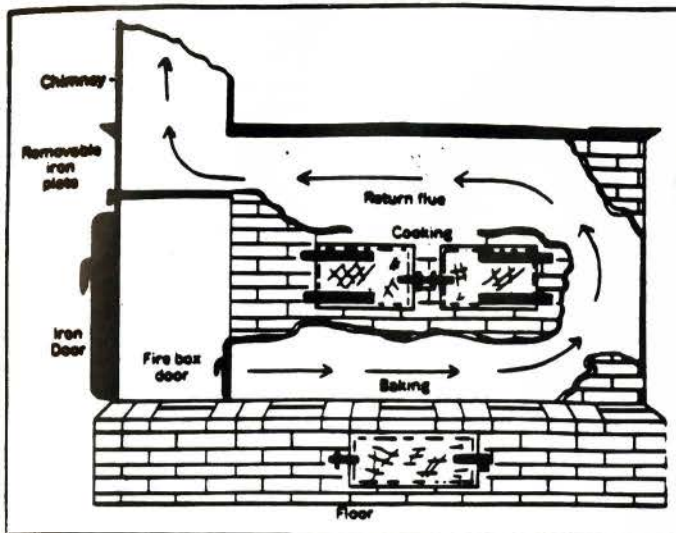 Chimney
Removable
iron
plate
Return flue
Cooking
Iron
Door
Fire box
door
Baking
Floor